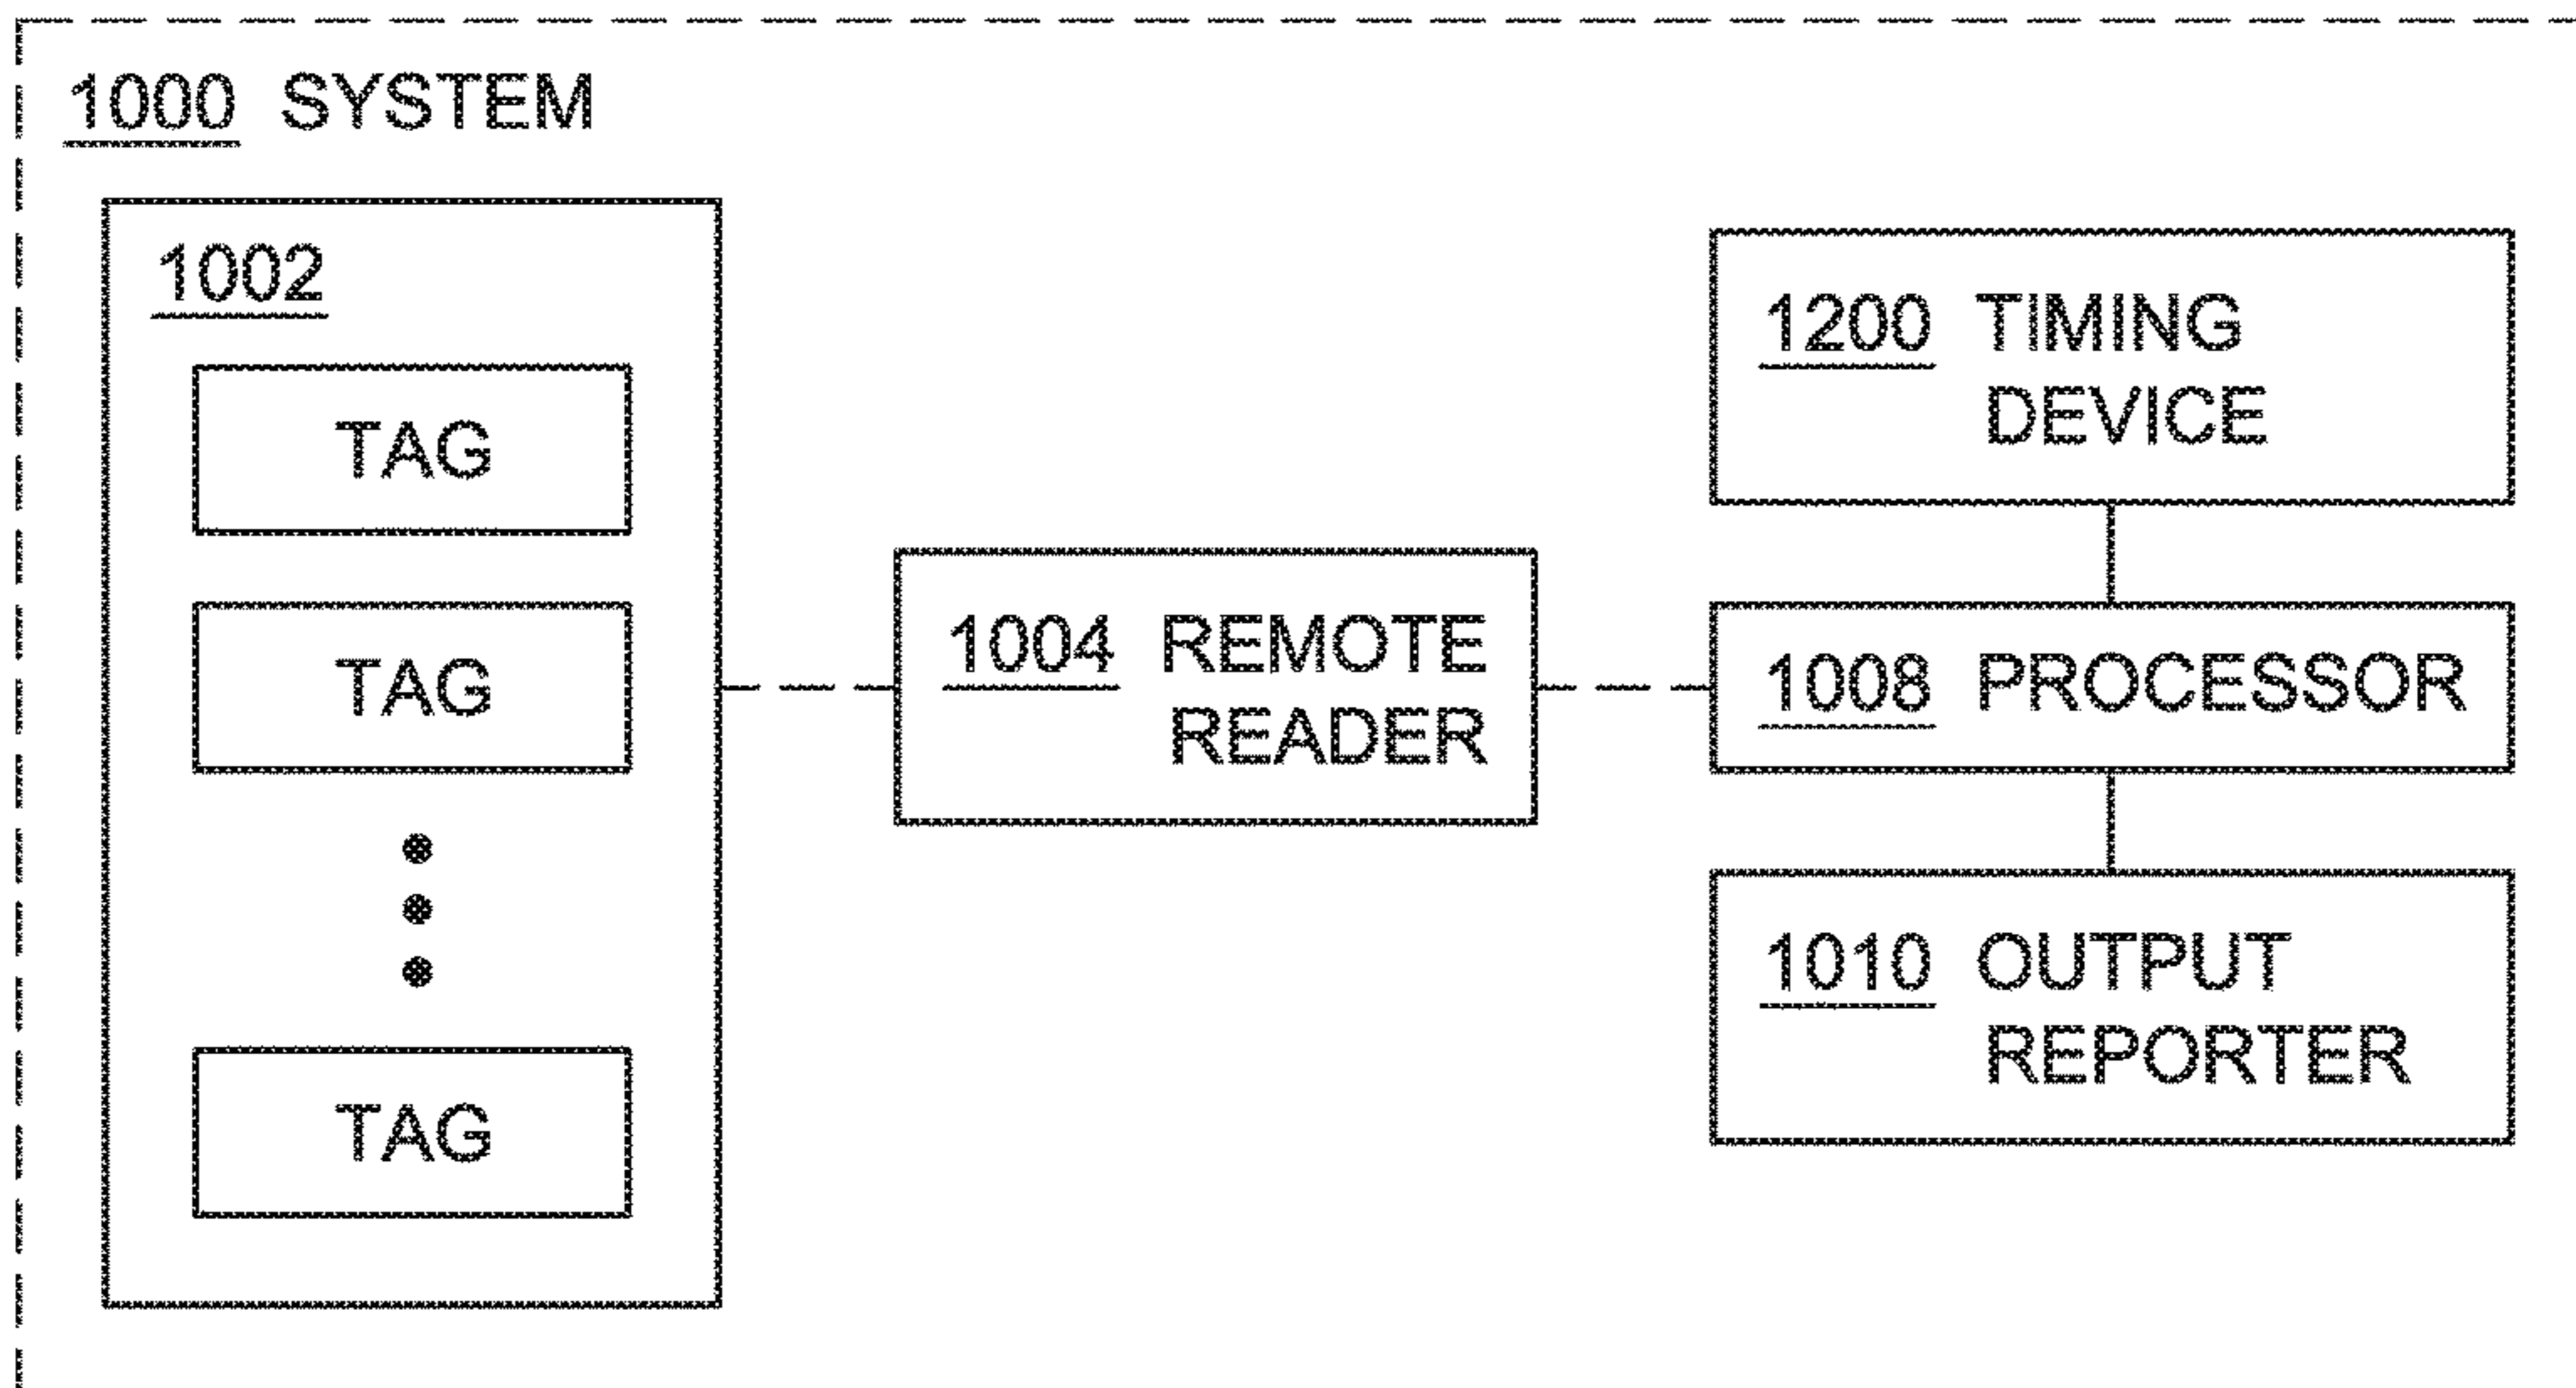 1000 SYSTEM
1002
TAG
TAG
TAG
1004 REMOTE
READER
1200 TIMING
DEVICE
1008 PROCESSOR
1010 OUTPUT
REPORTER